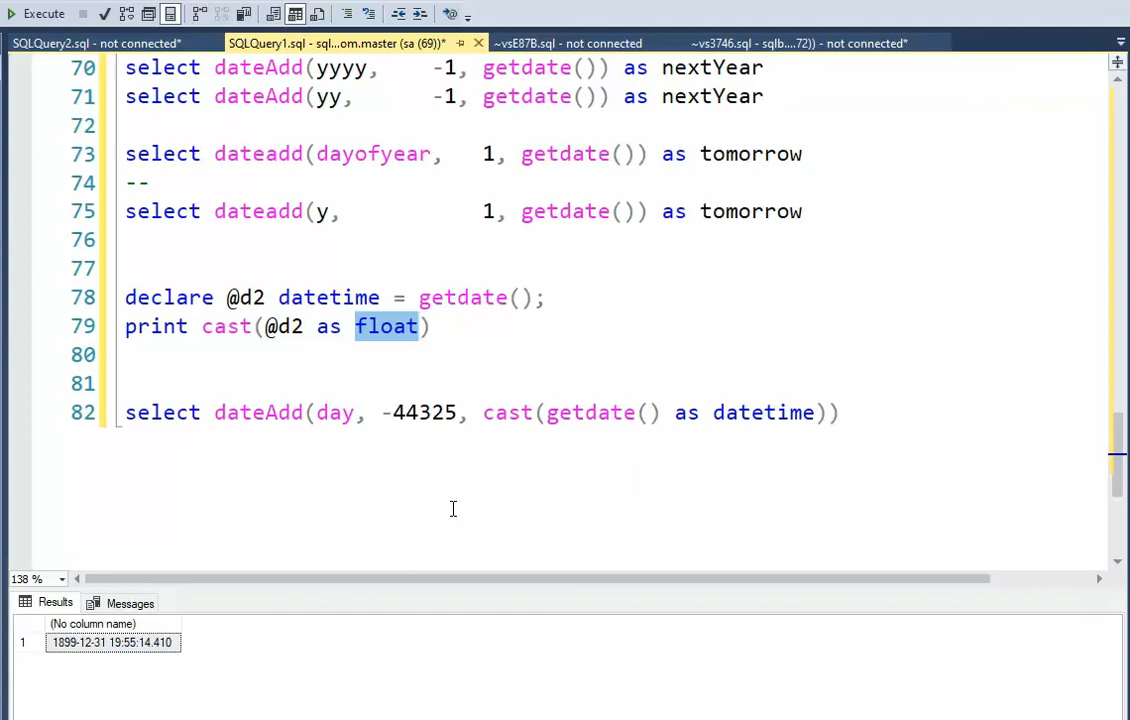 Execute
SQLQuery2.sql - not connected* SQLQuery1.sql - sql...om.master (sa (69))* ~vsE87B.sql - not connected ~vs3746.sql - sqlb....72)) - not connected*
70 select dateAdd(yyyy, -1, getdate()) as nextYear
71 select dateAdd(yy, -1, getdate()) as nextYear
72
73 select dateadd(dayofyear, 1, getdate()) as tomorrow
74 --
75 select dateadd(y, 1, getdate()) as tomorrow
76
77
78 declare @d2 datetime = getdate();
79 print cast(@d2 as float)
80
81
82 select dateAdd(day, -44325, cast(getdate() as datetime))
138 %
Results Messages
(No column name)
1 1899-12-31 19:55:14.410